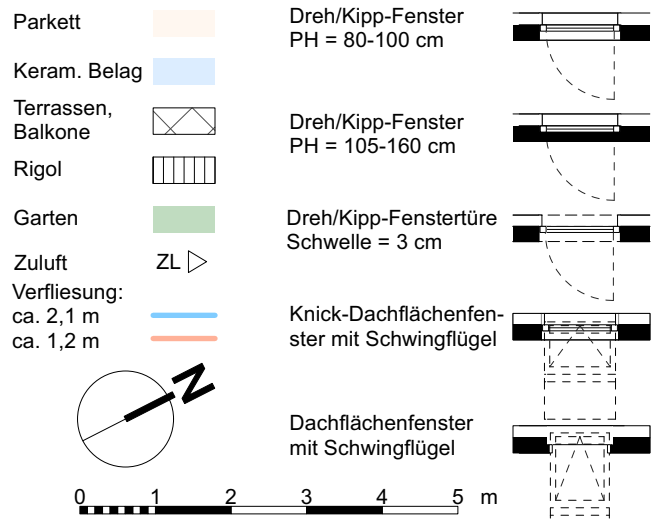 Parkett
Keram. Belag
Terrassen,
Balkone
Rigol
Garten
Zuluft ZL
Verfliesung:
ca. 2,1 m
ca. 1,2 m
N
Dreh/Kipp-Fenster
PH = 80-100 cm
Dreh/Kipp-Fenster
PH = 105-160 cm
Dreh/Kipp-Fenstertüre
Schwelle = 3 cm
Knick-Dachflächenfen-
ster mit Schwingflügel
Dachflächenfenster
mit Schwingflügel
0 1 2 3 4 5 m